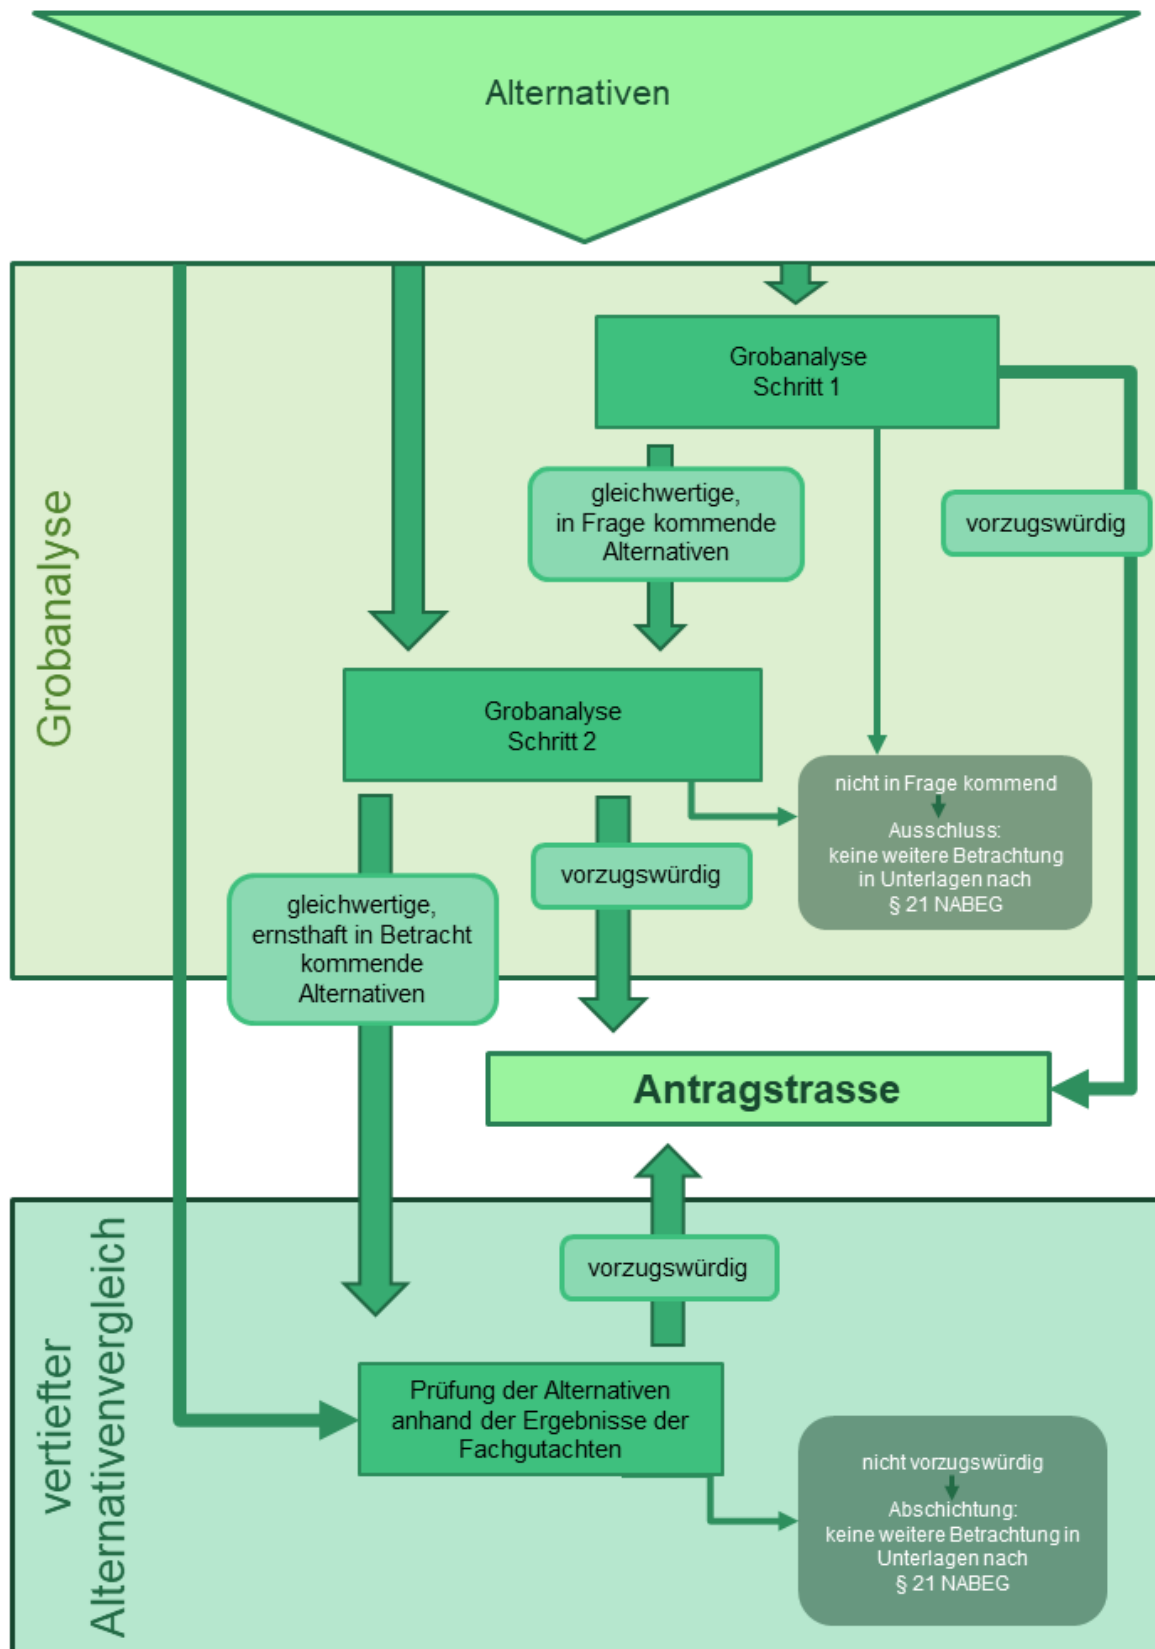 Alternativen
Grobanalyse
Grobanalyse
Schritt 1
gleichwertige,
in Frage kommende
Alternativen
vorzugswürdig
Grobanalyse
Schritt 2
nicht in Frage kommend
Ausschluss:
keine weitere Betrachtung
in Unterlagen nach
§ 21 NABEG
vorzugswürdig
gleichwertige,
ernsthaft in Betracht
kommende
Alternativen
Antragstrasse
vertiefter
Alternativenvergleich
vorzugswürdig
Prüfung der Alternativen
anhand der Ergebnisse der
Fachgutachten
nicht vorzugswürdig
Abschichtung:
keine weitere Betrachtung in
Unterlagen nach
§ 21 NABEG